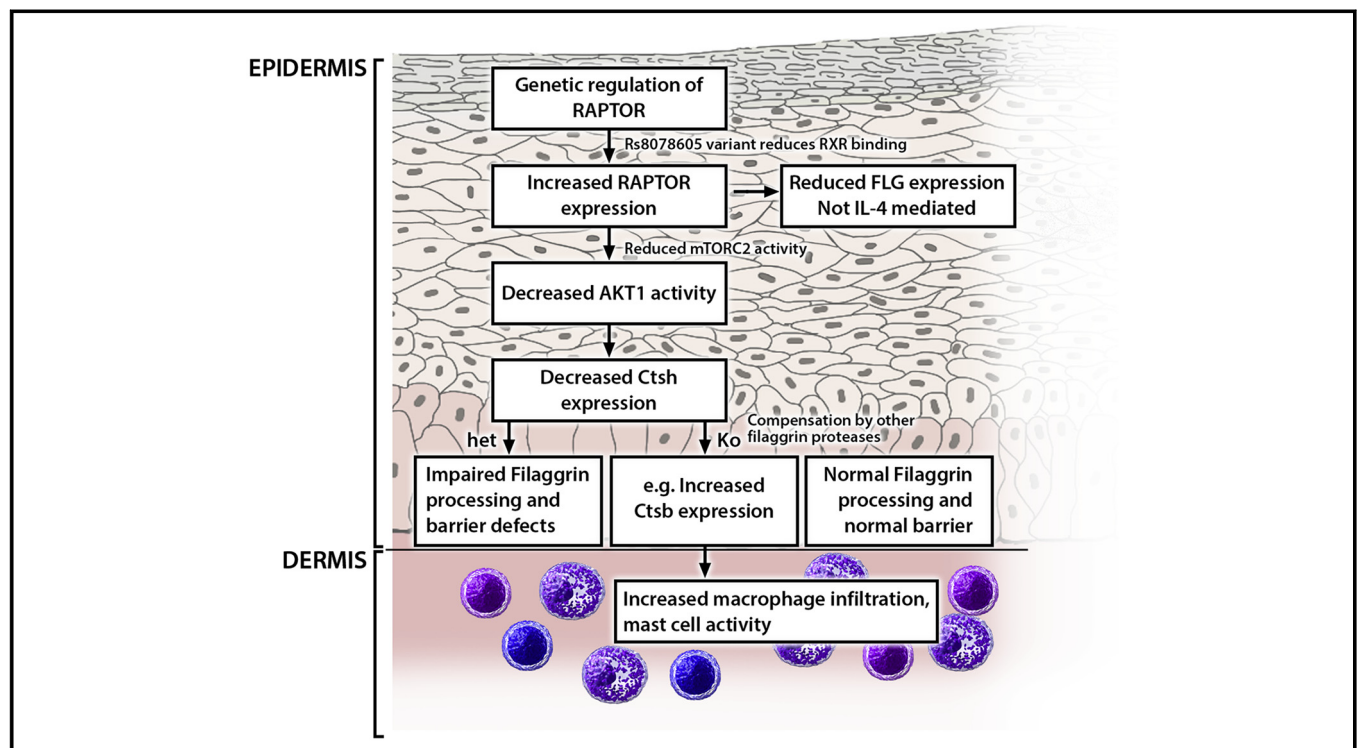 EPIDERMIS
Genetic regulation of
RAPTOR
Rs8078605 variant reduces RXR binding
Increased RAPTOR
expression
Reduced FLG expression
Not IL-4 mediated
Reduced mTORC2 activity
Decreased AKT1 activity
Decreased Ctsh
expression
het
Ko
Compensation by other
filaggrin proteases
Impaired Filaggrin
processing and
barrier defects
e.g. Increased
Ctsb expression
Normal Filaggrin
processing and
normal barrier
DERMIS
Increased macrophage infiltration,
mast cell activity